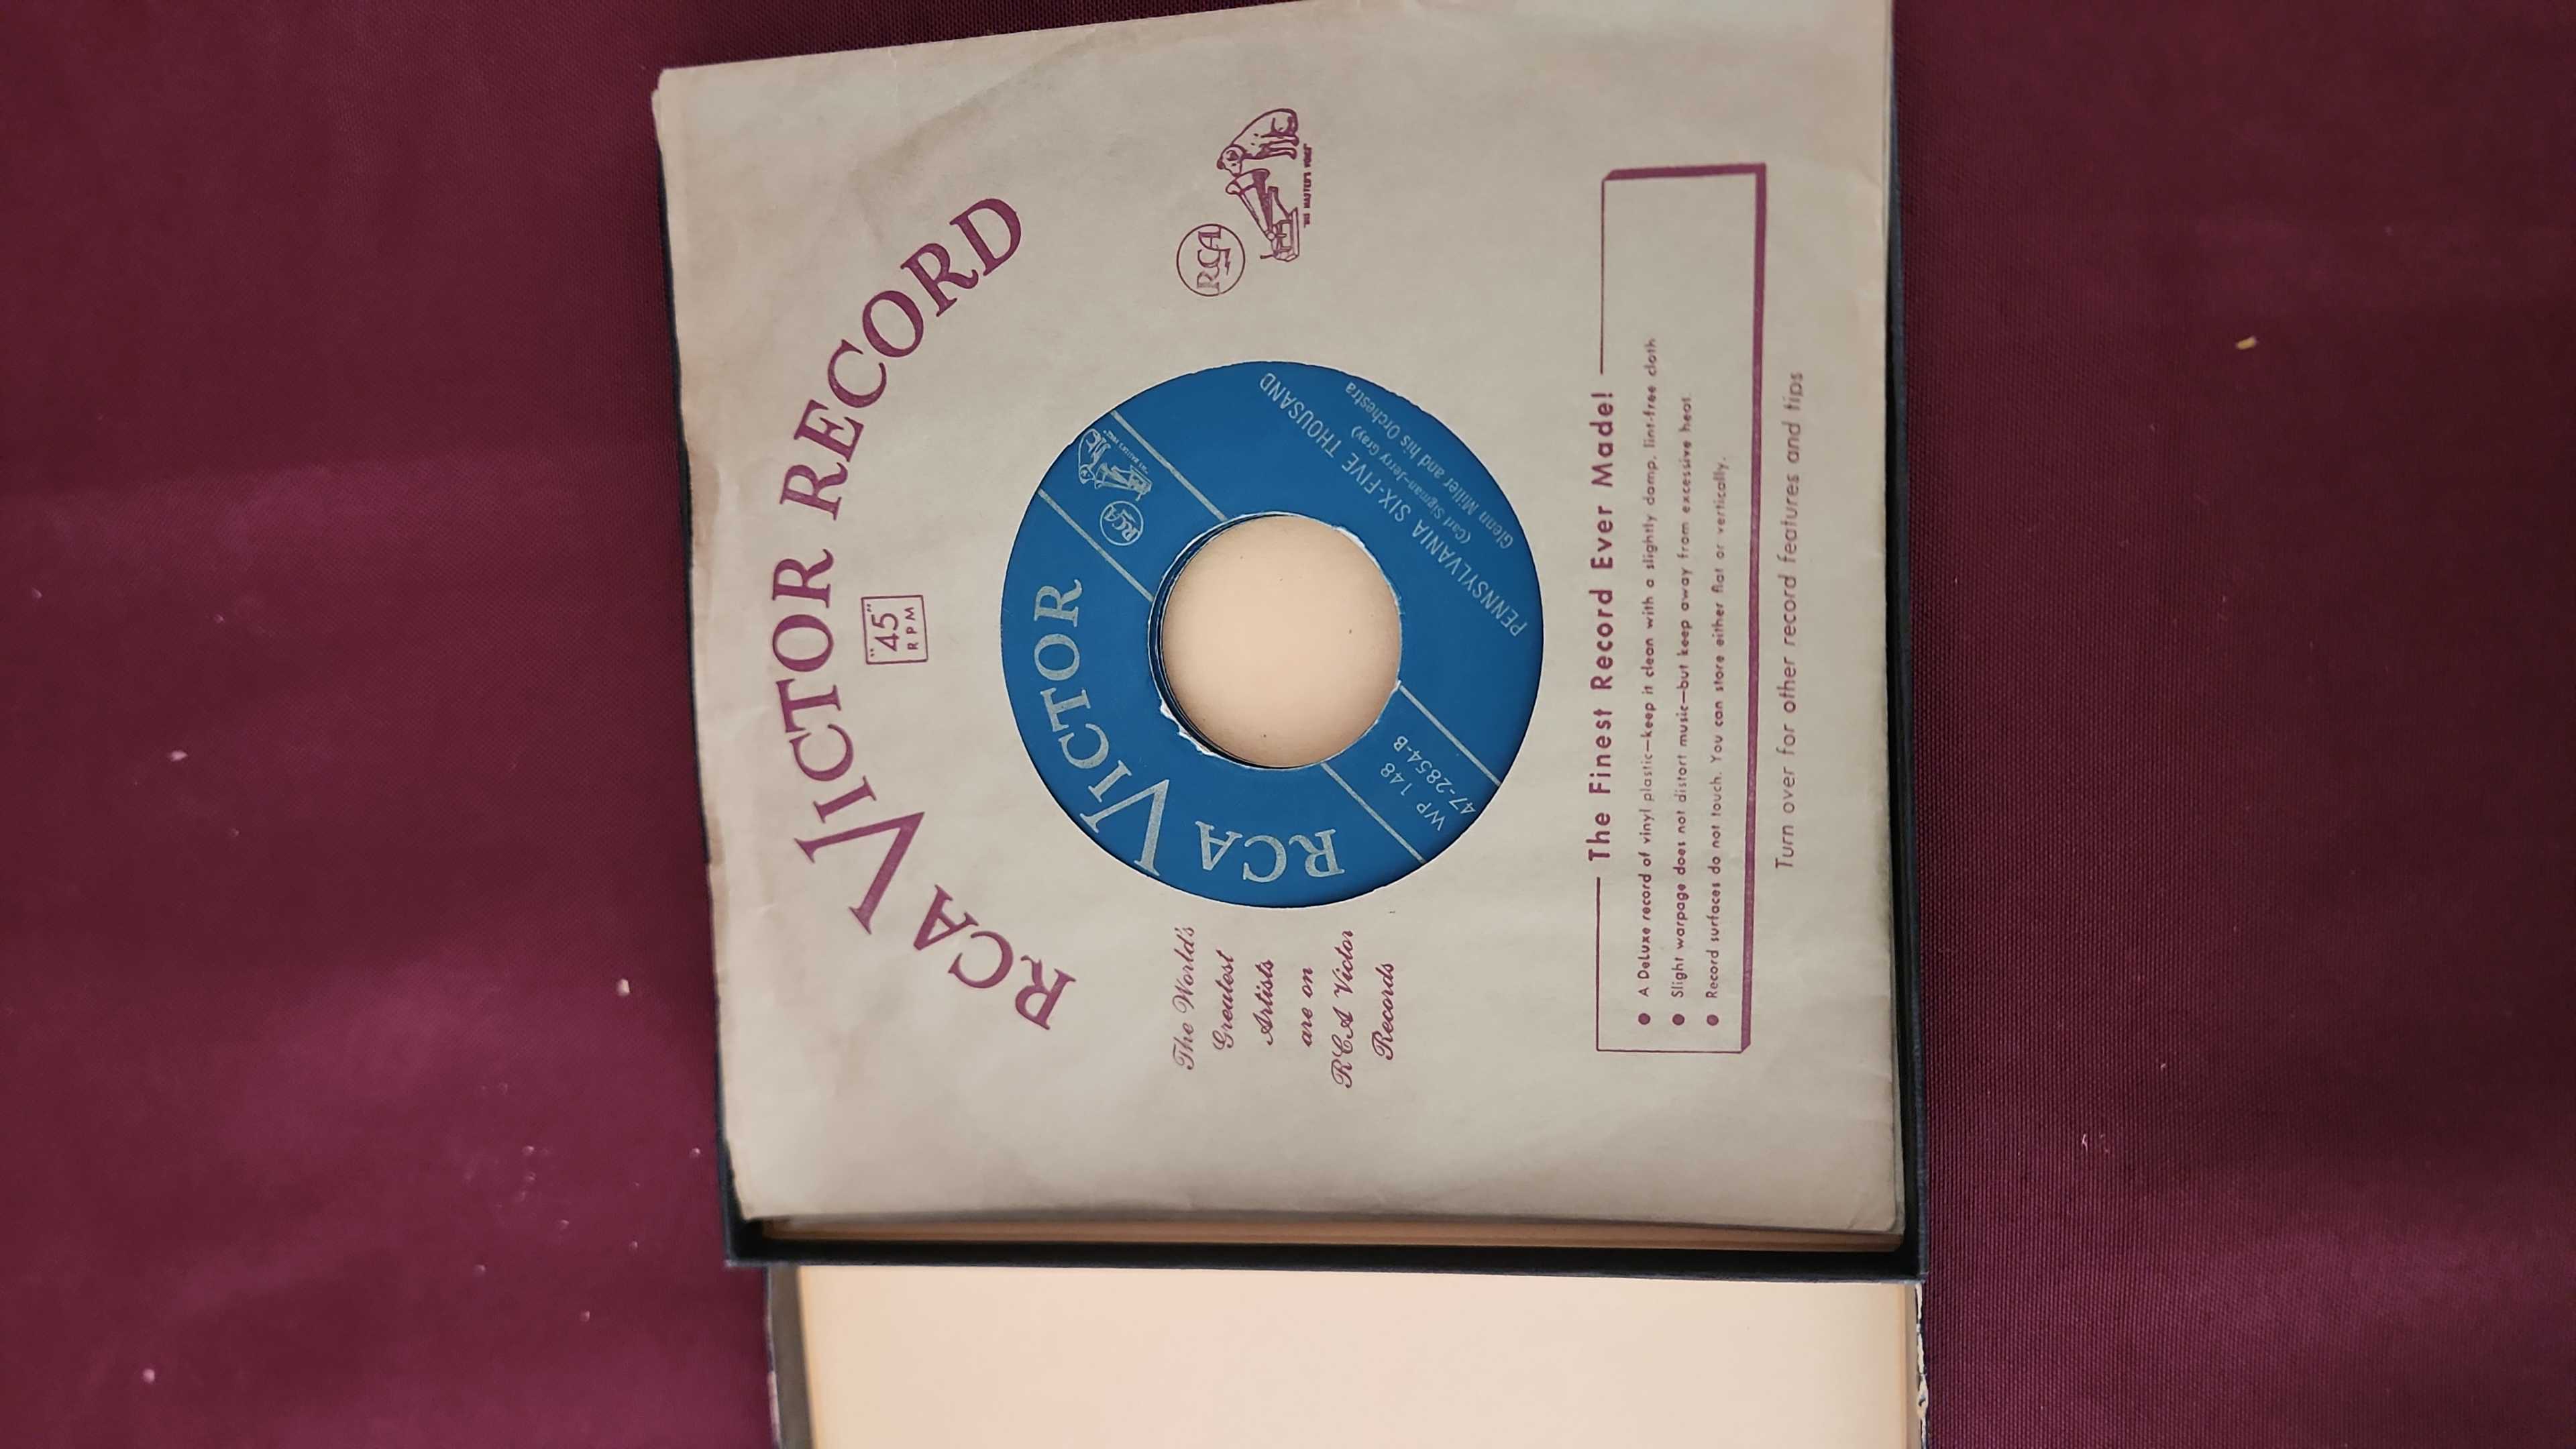 RCA VICTOR RECORD
"45"
RPM
The World's
Greatest
Artists
are on
RCA Victor
Records
RCA VICTOR
RCA
"HIS MASTER'S VOICE"
WP 148
47-2854-B
PENNSYLVANIA SIX-FIVE THOUSAND
(Carl Sigman-Jerry Gray)
Glenn Miller and his Orchestra
RCA
"HIS MASTER'S VOICE"
The Finest Record Ever Made!
● A DeLuxe record of vinyl plastic—keep it clean with a slightly damp, lint-free cloth
● Slight warpage does not distort music—but keep away from excessive heat.
● Record surfaces do not touch. You can store either flat or vertically.
Turn over for other record features and tips